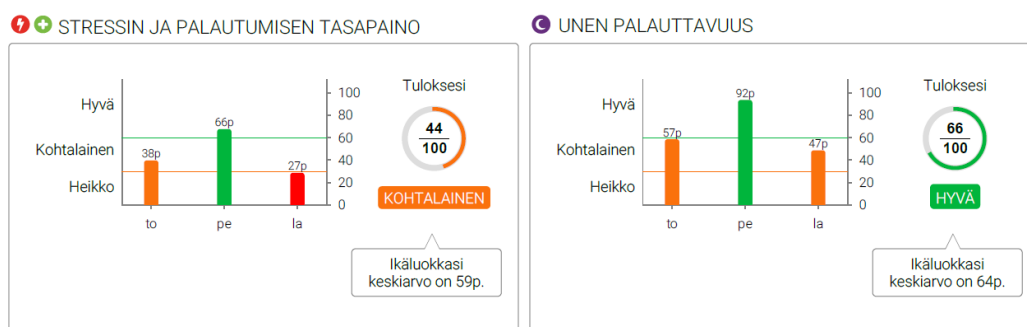 STRESSIN JA PALAUTUMISEN TASAPAINO
Hyvä
Kohtalainen
Heikko
38p
66p
27p
100
80
60
40
20
0
to
pe
la
Tuloksesi
44
100
KOHTALAINEN
Ikäluokkasi
keskiarvo on 59p.
UNEN PALAUTTAVUUS
Hyvä
Kohtalainen
Heikko
57p
92p
47p
100
80
60
40
20
0
to
pe
la
Tuloksesi
66
100
HYVÄ
Ikäluokkasi
keskiarvo on 64p.